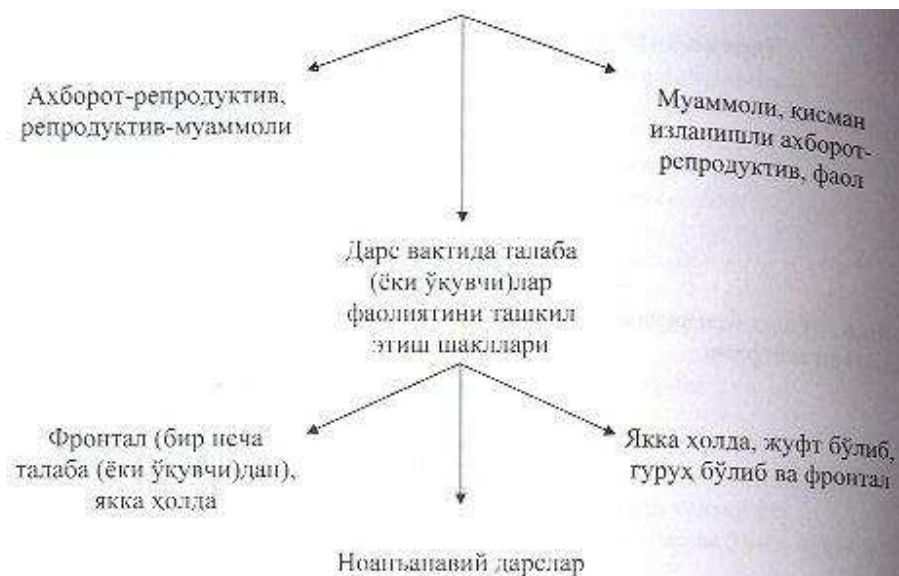 Ахборот-репродуктив,
репродуктив-муаммоли
Муаммоли, қисман
изланишли ахборот-
репродуктив, фаол
Дарс вақтида талаба
(ёки ўқувчи)лар
фаолиятини ташкил
этиш шакллари
Фронтал (бир неча
талаба (ёки ўқувчи)дан),
якка ҳолда
Якка ҳолда, жуфт бўлиб,
гуруҳ бўлиб ва фронтал
Ноанъанавий дарслар